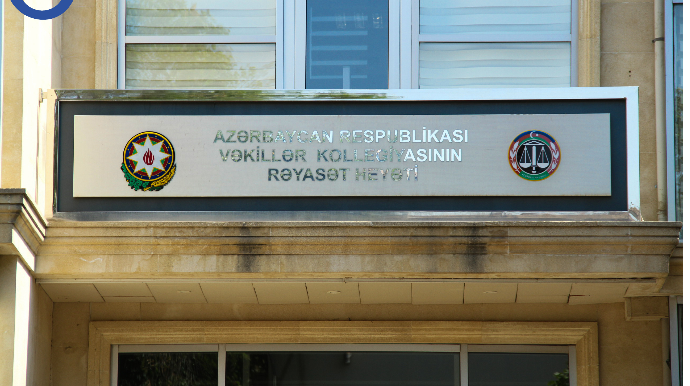 AZƏRBAYCAN RESPUBLİKASI
VƏKİLLƏR KOLLEGİYASININ
RƏYASƏT HEYƏTİ